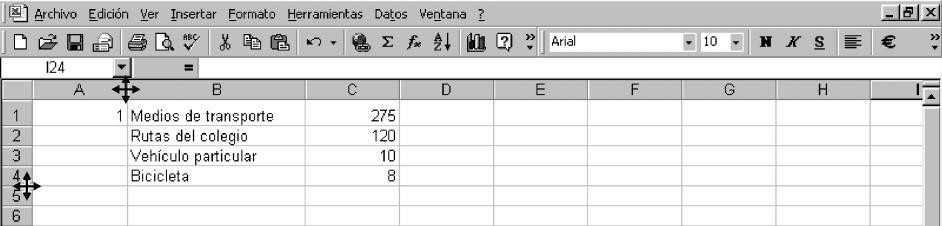 Archivo Edición Ver Insertar Formato Herramientas Datos Ventana ?
Σ f* Arial 10 N K S €
I24 =
A B C D E F G H I
1 1 Medios de transporte 275
2 Rutas del colegio 120
3 Vehículo particular 10
4 Bicicleta 8
5
6